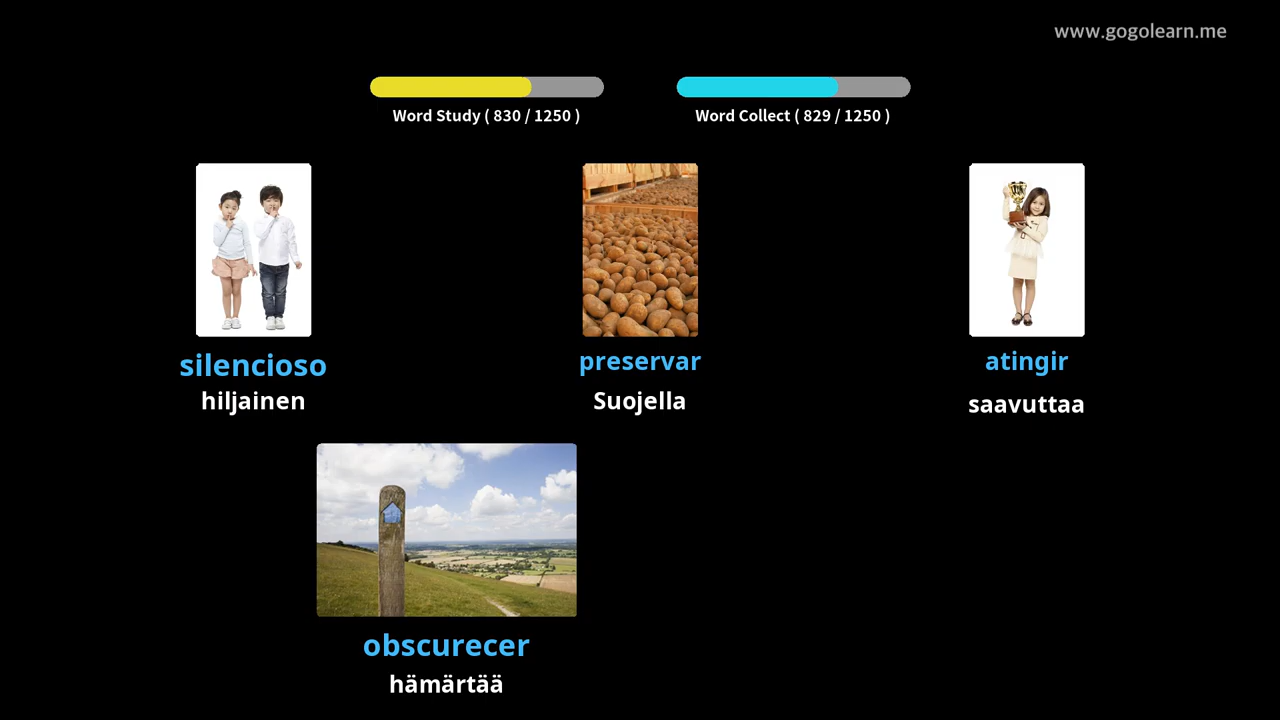 www.gogolearn.me
Word Study ( 830 / 1250 )
Word Collect ( 829 / 1250 )
silencioso
hiljainen
preservar
Suojella
atingir
saavuttaa
obscurecer
hämärtää